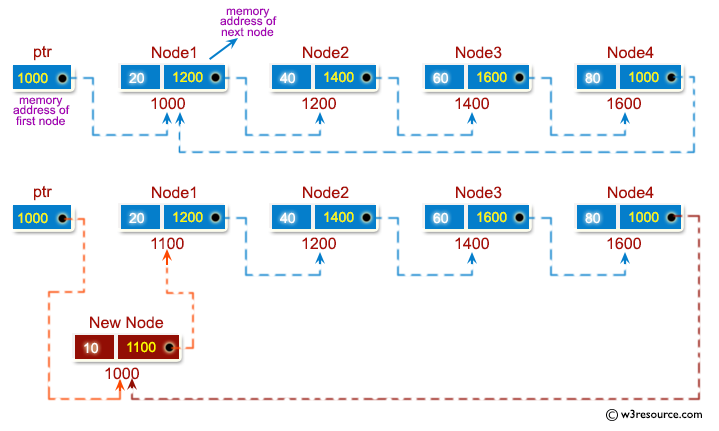 memory
address of
next node
ptr Node1 Node2 Node3 Node4
1000 20 1200 40 1400 60 1600 80 1000
memory
address of
first node
1000 1200 1400 1600
ptr Node1 Node2 Node3 Node4
1000 20 1200 40 1400 60 1600 80 1000
1100 1200 1400 1600
New Node
10 1100
1000
© w3resource.com